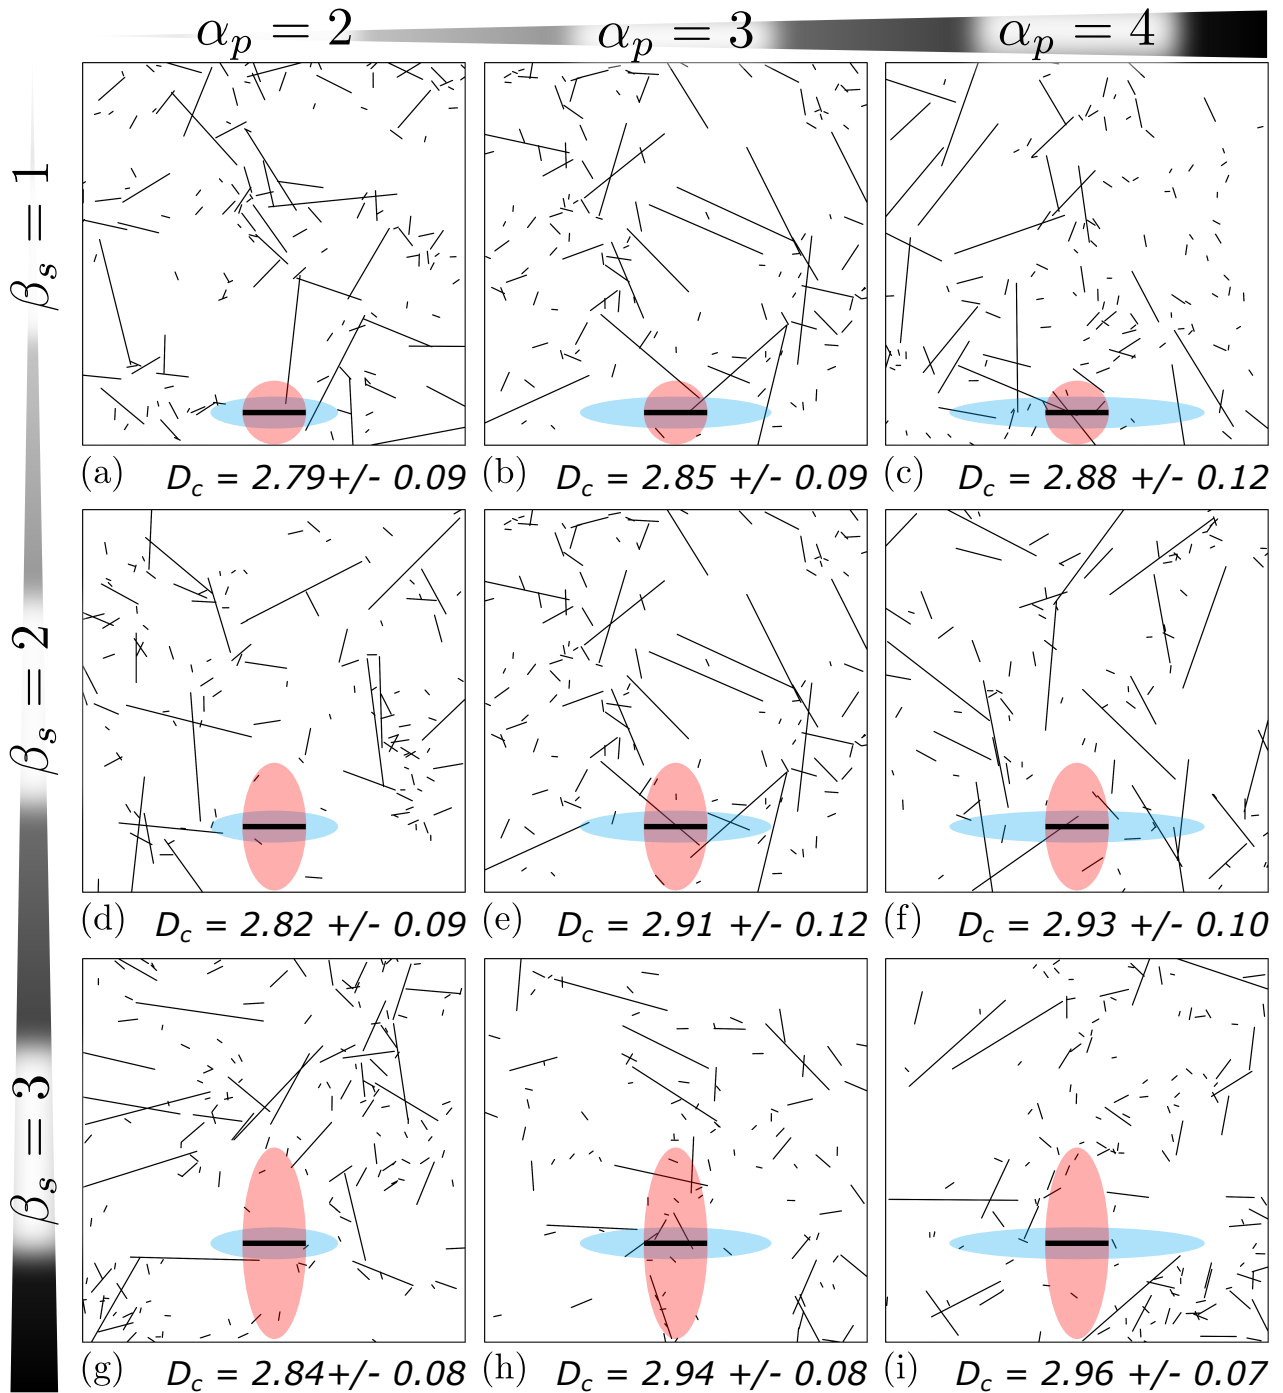 α_p = 2 α_p = 3 α_p = 4
β_s = 1
(a) D_c = 2.79+/- 0.09 (b) D_c = 2.85 +/- 0.09 (c) D_c = 2.88 +/- 0.12
β_s = 2
(d) D_c = 2.82 +/- 0.09 (e) D_c = 2.91 +/- 0.12 (f) D_c = 2.93 +/- 0.10
β_s = 3
(g) D_c = 2.84+/- 0.08 (h) D_c = 2.94 +/- 0.08 (i) D_c = 2.96 +/- 0.07